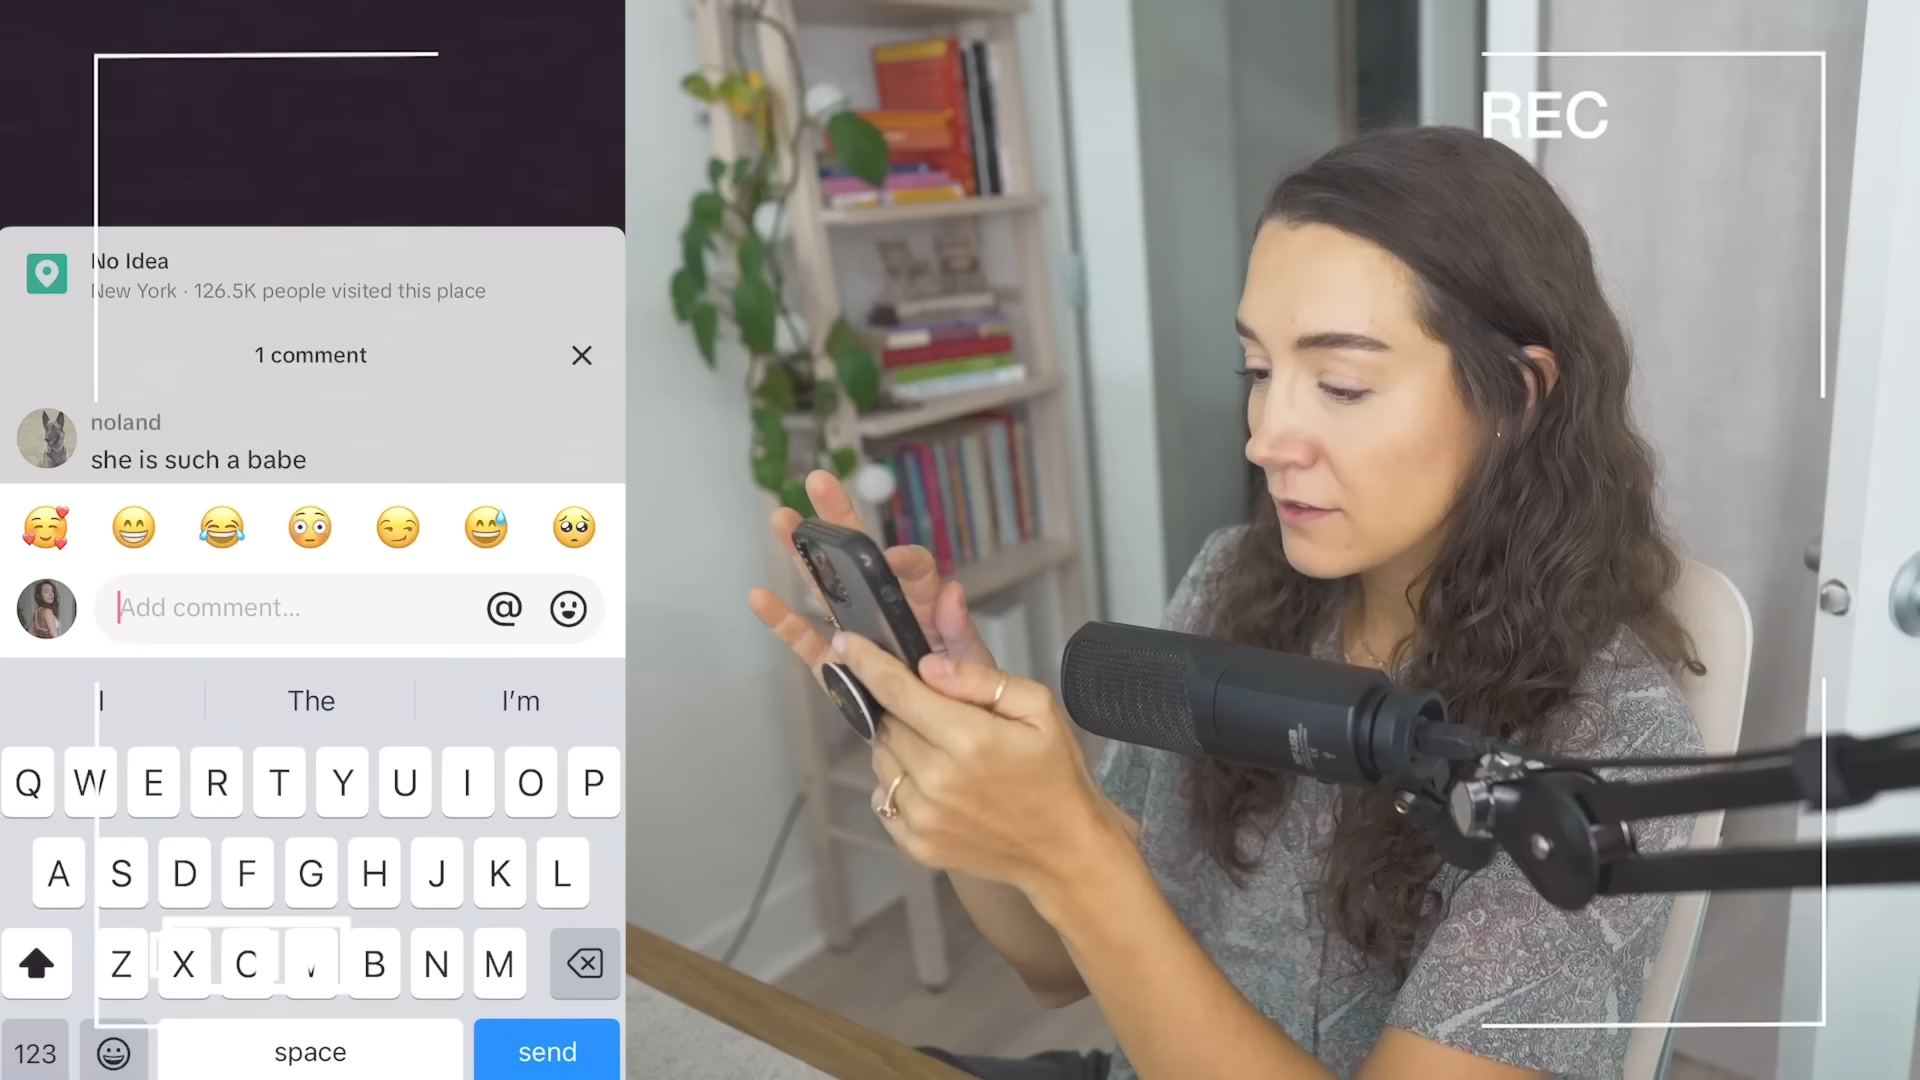 REC
No Idea
New York · 126.5K people visited this place
1 comment
noland
she is such a babe
Add comment...
@
I The I'm
Q W E R T Y U I O P
A S D F G H J K L
Z X C V B N M
123 space send